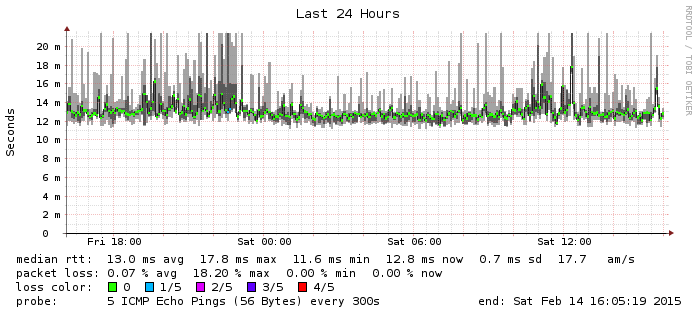 Last 24 Hours
RRDTOOL / TOBI OETIKER
Seconds
20 m
18 m
16 m
14 m
12 m
10 m
8 m
6 m
4 m
2 m
0
Fri 18:00 Sat 00:00 Sat 06:00 Sat 12:00
median rtt: 13.0 ms avg 17.8 ms max 11.6 ms min 12.8 ms now 0.7 ms sd 17.7 am/s
packet loss: 0.07 % avg 18.20 % max 0.00 % min 0.00 % now
loss color: 0 1/5 2/5 3/5 4/5
probe: 5 ICMP Echo Pings (56 Bytes) every 300s end: Sat Feb 14 16:05:19 2015